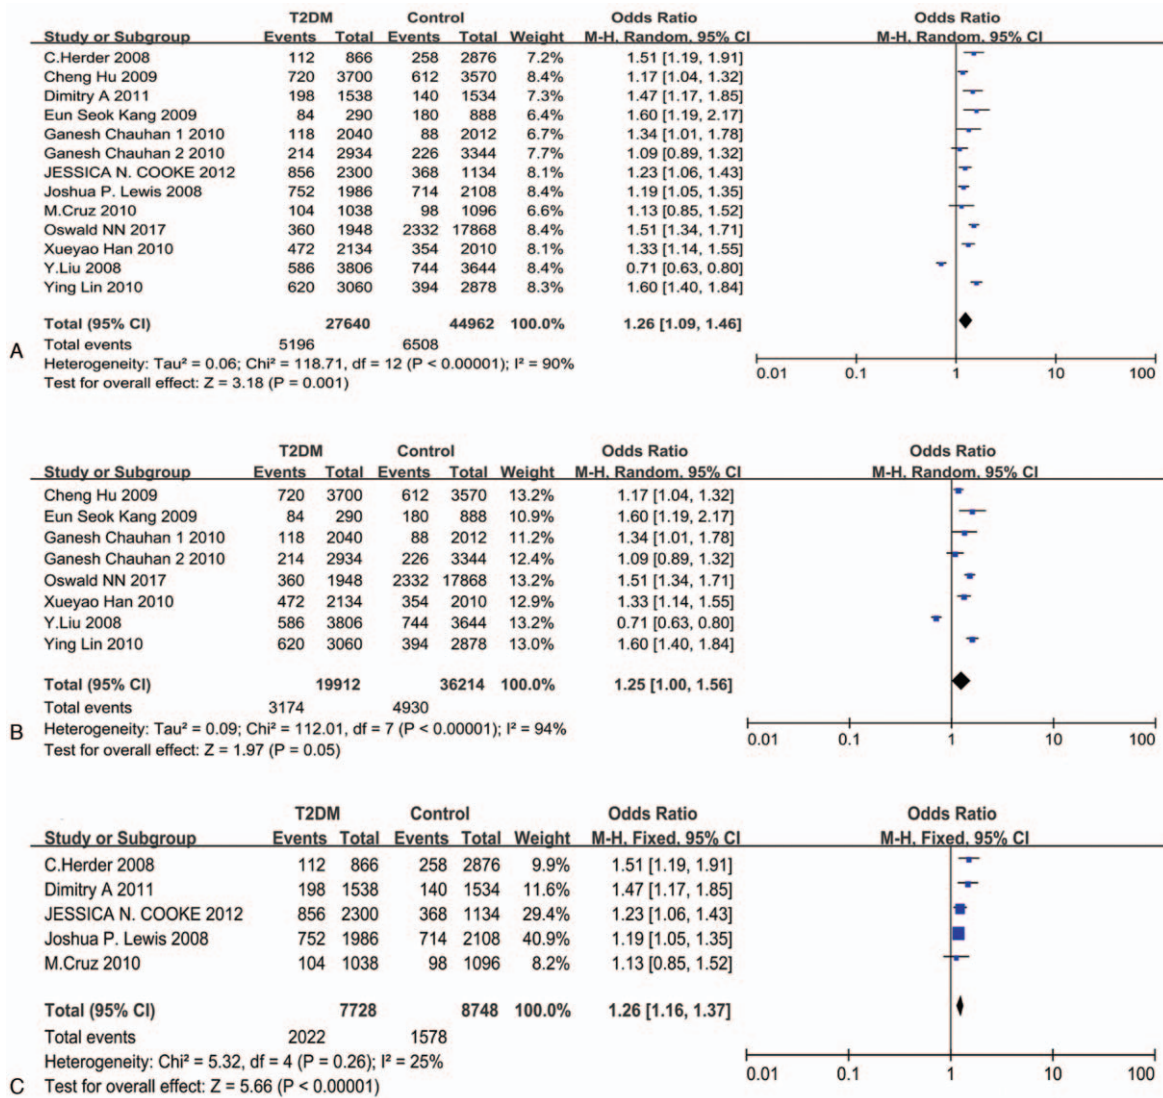 T2DM Control Odds Ratio Odds Ratio
Study or Subgroup Events Total Events Total Weight M-H, Random, 95% CI M-H, Random, 95% CI
C.Herder 2008 112 866 258 2876 7.2% 1.51 [1.19, 1.91]
Cheng Hu 2009 720 3700 612 3570 8.4% 1.17 [1.04, 1.32]
Dimitry A 2011 198 1538 140 1534 7.3% 1.47 [1.17, 1.85]
Eun Seok Kang 2009 84 290 180 888 6.4% 1.60 [1.19, 2.17]
Ganesh Chauhan 1 2010 118 2040 88 2012 6.7% 1.34 [1.01, 1.78]
Ganesh Chauhan 2 2010 214 2934 226 3344 7.7% 1.09 [0.89, 1.32]
JESSICA N. COOKE 2012 856 2300 368 1134 8.1% 1.23 [1.06, 1.43]
Joshua P. Lewis 2008 752 1986 714 2108 8.4% 1.19 [1.05, 1.35]
M.Cruz 2010 104 1038 98 1096 6.6% 1.13 [0.85, 1.52]
Oswald NN 2017 360 1948 2332 17868 8.4% 1.51 [1.34, 1.71]
Xueyao Han 2010 472 2134 354 2010 8.1% 1.33 [1.14, 1.55]
Y.Liu 2008 586 3806 744 3644 8.4% 0.71 [0.63, 0.80]
Ying Lin 2010 620 3060 394 2878 8.3% 1.60 [1.40, 1.84]
Total (95% CI) 27640 44962 100.0% 1.26 [1.09, 1.46]
Total events 5196 6508
A
Heterogeneity: Tau² = 0.06; Chi² = 118.71, df = 12 (P < 0.00001); I² = 90%
Test for overall effect: Z = 3.18 (P = 0.001)
0.01 0.1 1 10 100
T2DM Control Odds Ratio Odds Ratio
Study or Subgroup Events Total Events Total Weight M-H, Random, 95% CI M-H, Random, 95% CI
Cheng Hu 2009 720 3700 612 3570 13.2% 1.17 [1.04, 1.32]
Eun Seok Kang 2009 84 290 180 888 10.9% 1.60 [1.19, 2.17]
Ganesh Chauhan 1 2010 118 2040 88 2012 11.2% 1.34 [1.01, 1.78]
Ganesh Chauhan 2 2010 214 2934 226 3344 12.4% 1.09 [0.89, 1.32]
Oswald NN 2017 360 1948 2332 17868 13.2% 1.51 [1.34, 1.71]
Xueyao Han 2010 472 2134 354 2010 12.9% 1.33 [1.14, 1.55]
Y.Liu 2008 586 3806 744 3644 13.2% 0.71 [0.63, 0.80]
Ying Lin 2010 620 3060 394 2878 13.0% 1.60 [1.40, 1.84]
Total (95% CI) 19912 36214 100.0% 1.25 [1.00, 1.56]
Total events 3174 4930
B
Heterogeneity: Tau² = 0.09; Chi² = 112.01, df = 7 (P < 0.00001); I² = 94%
Test for overall effect: Z = 1.97 (P = 0.05)
0.01 0.1 1 10 100
T2DM Control Odds Ratio Odds Ratio
Study or Subgroup Events Total Events Total Weight M-H, Fixed, 95% CI M-H, Fixed, 95% CI
C.Herder 2008 112 866 258 2876 9.9% 1.51 [1.19, 1.91]
Dimitry A 2011 198 1538 140 1534 11.6% 1.47 [1.17, 1.85]
JESSICA N. COOKE 2012 856 2300 368 1134 29.4% 1.23 [1.06, 1.43]
Joshua P. Lewis 2008 752 1986 714 2108 40.9% 1.19 [1.05, 1.35]
M.Cruz 2010 104 1038 98 1096 8.2% 1.13 [0.85, 1.52]
Total (95% CI) 7728 8748 100.0% 1.26 [1.16, 1.37]
Total events 2022 1578
Heterogeneity: Chi² = 5.32, df = 4 (P = 0.26); I² = 25%
0.01 0.1 1 10 100
C Test for overall effect: Z = 5.66 (P < 0.00001)